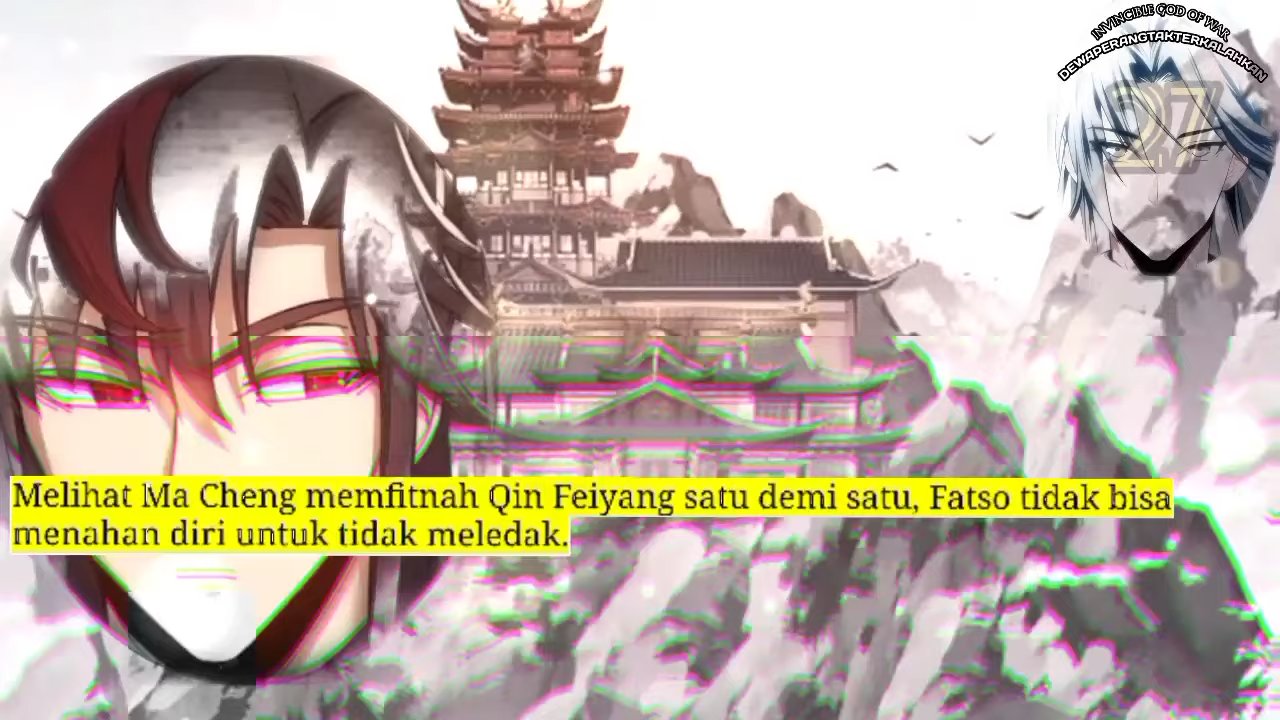 INVINCIBLE GOD OF WAR
DEWAPERANGTAKTERKALAHKAN
27
Melihat Ma Cheng memfitnah Qin Feiyang satu demi satu, Fatso tidak bisa
menahan diri untuk tidak meledak.